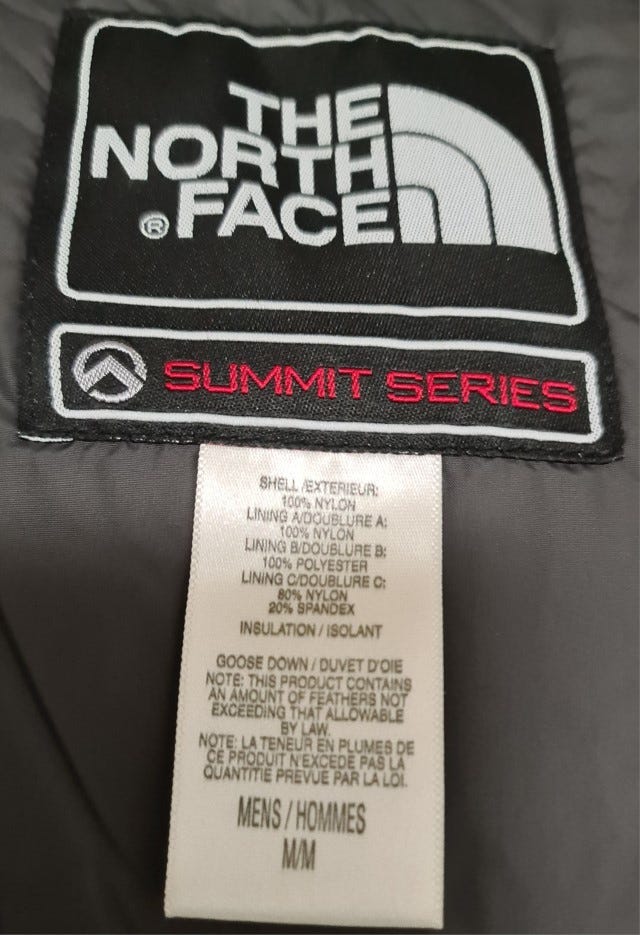 THE
NORTH
® FACE
SUMMIT SERIES
SHELL/EXTERIEUR:
100% NYLON
LINING A/DOUBLURE A:
100% NYLON
LINING B/DOUBLURE B:
100% POLYESTER
LINING C/DOUBLURE C:
80% NYLON
20% SPANDEX
INSULATION / ISOLANT
GOOSE DOWN / DUVET D'OIE
NOTE: THIS PRODUCT CONTAINS
AN AMOUNT OF FEATHERS NOT
EXCEEDING THAT ALLOWABLE
BY LAW.
NOTE: LA TENEUR EN PLUMES DE
CE PRODUIT N'EXCEDE PAS LA
QUANTITIE PREVUE PAR LA LOI.
MENS / HOMMES
M/M